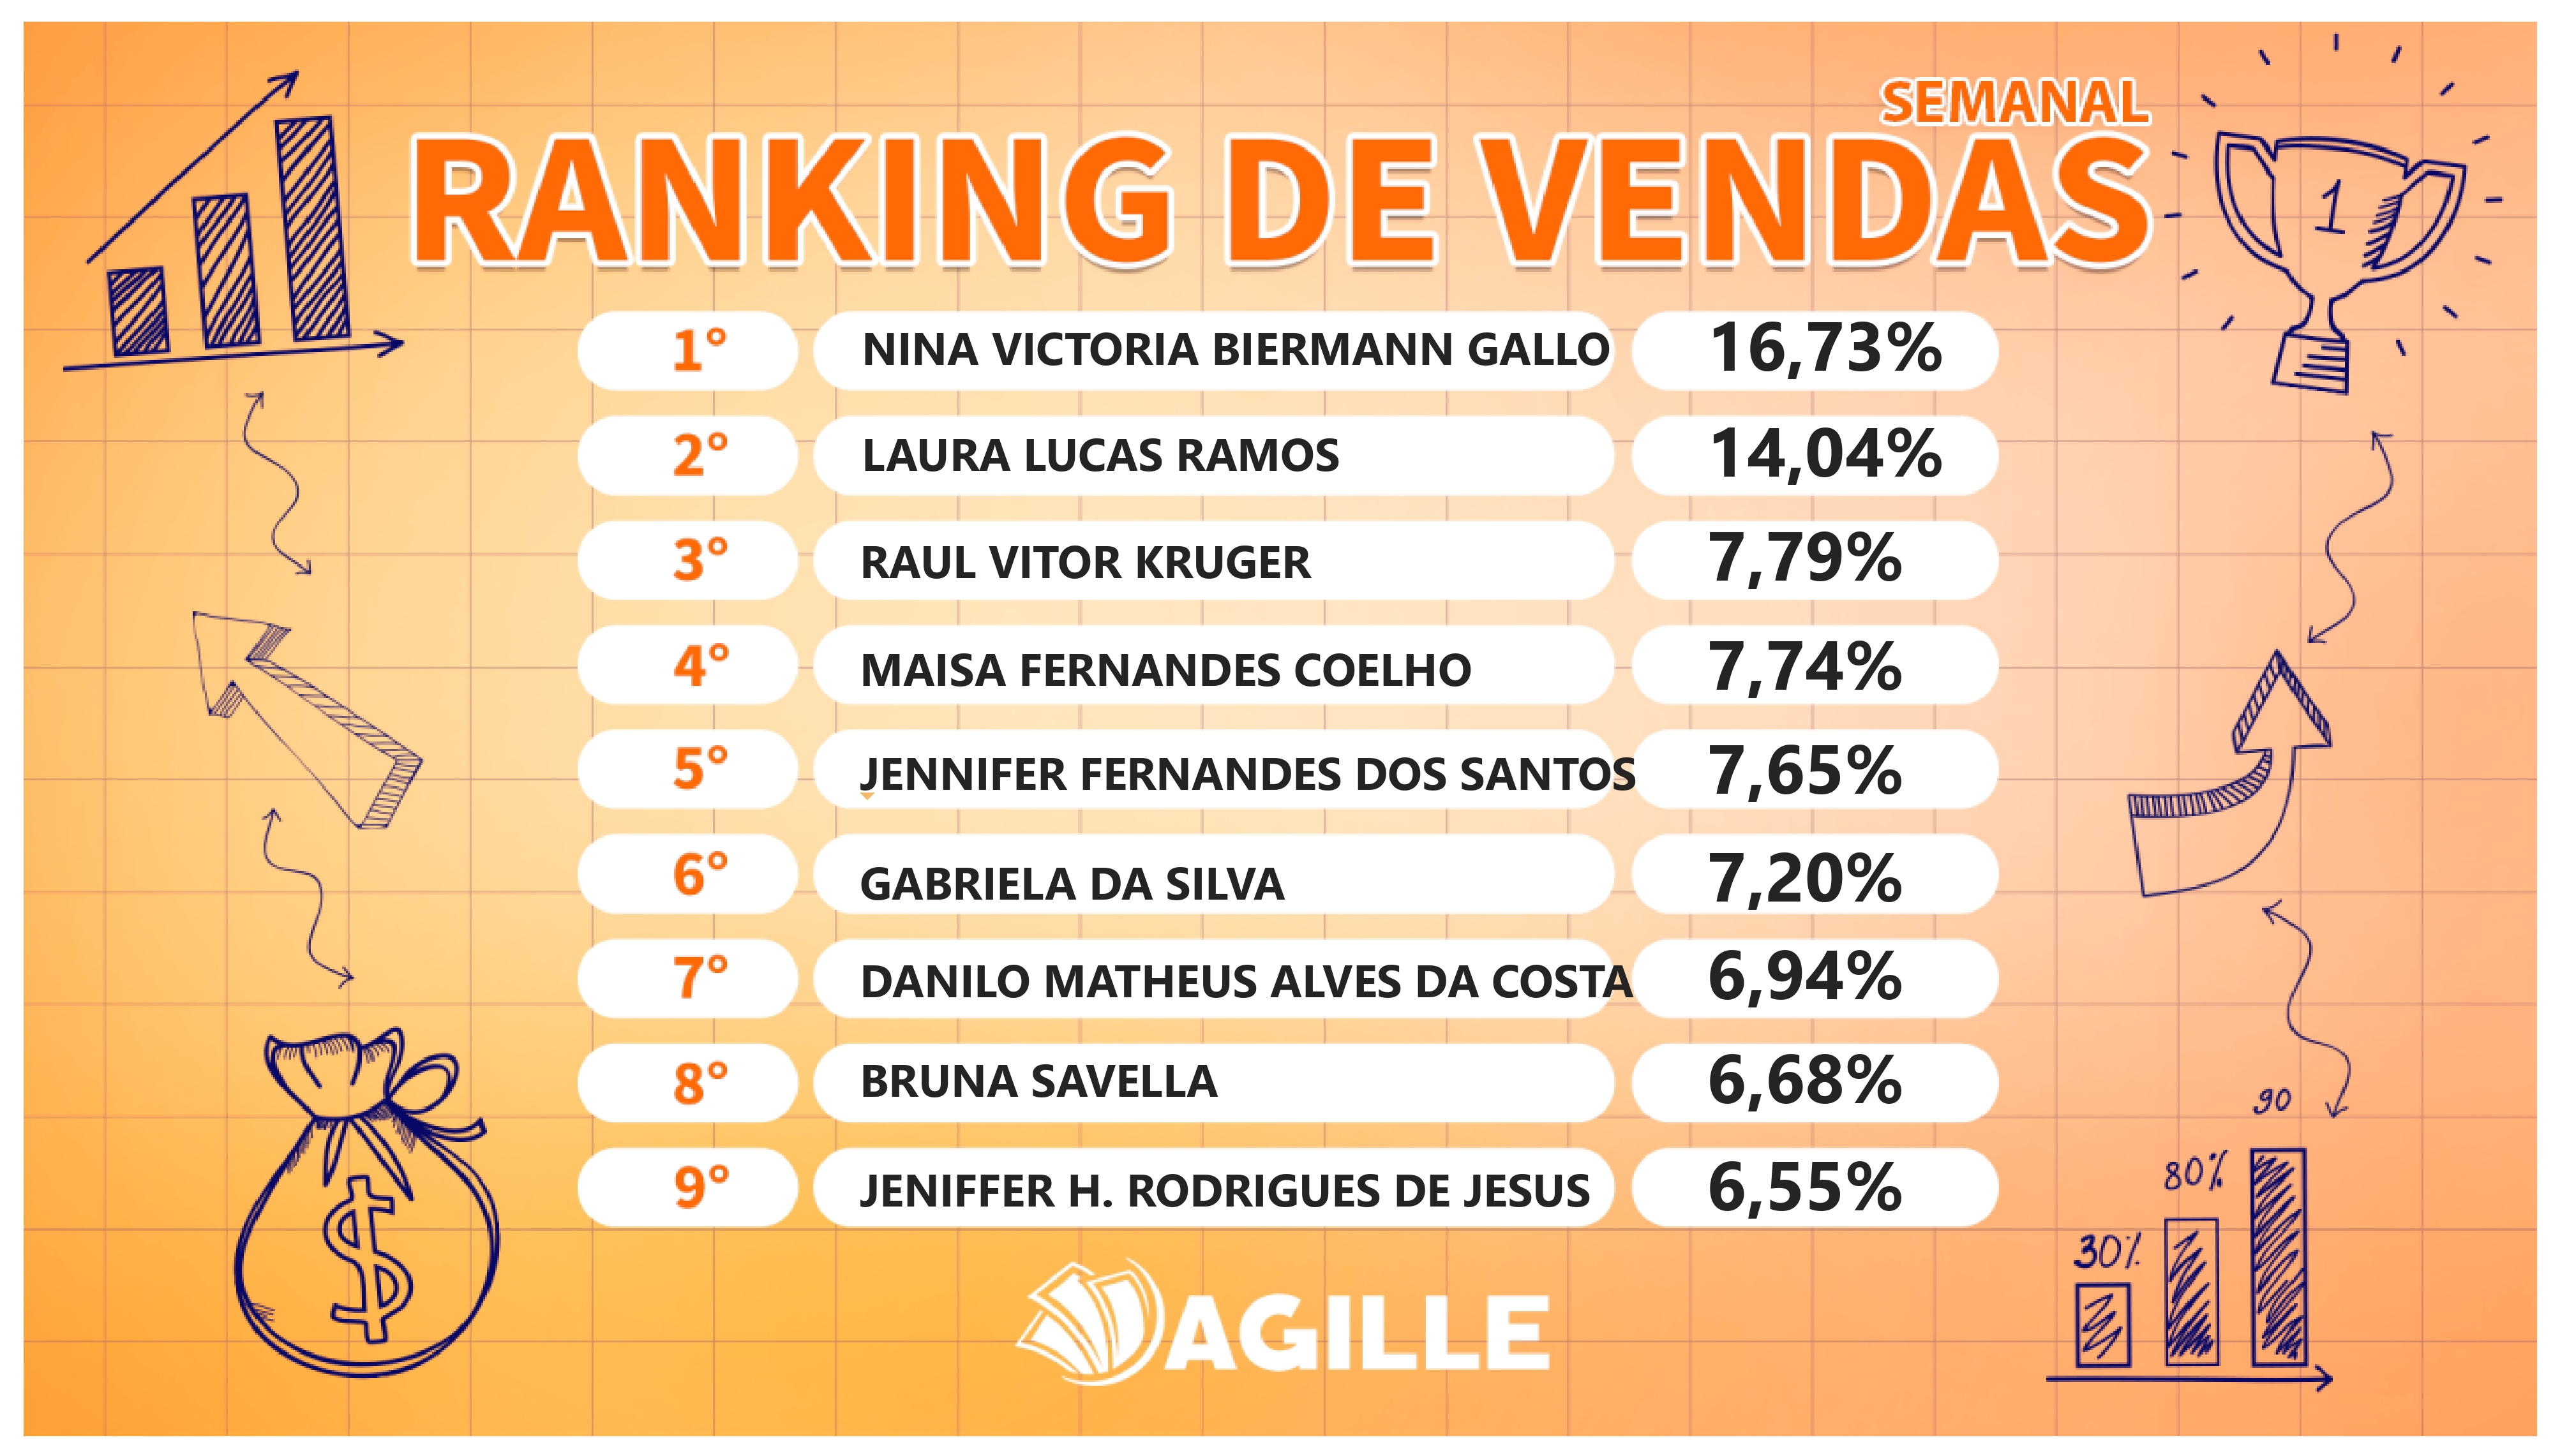 SEMANAL
RANKING DE VENDAS
1
1° NINA VICTORIA BIERMANN GALLO 16,73%
2° LAURA LUCAS RAMOS 14,04%
3° RAUL VITOR KRUGER 7,79%
4° MAISA FERNANDES COELHO 7,74%
5° JENNIFER FERNANDES DOS SANTOS 7,65%
6° GABRIELA DA SILVA 7,20%
7° DANILO MATHEUS ALVES DA COSTA 6,94%
8° BRUNA SAVELLA 6,68%
9° JENIFFER H. RODRIGUES DE JESUS 6,55%
$
30% 80% 90
AGILLE